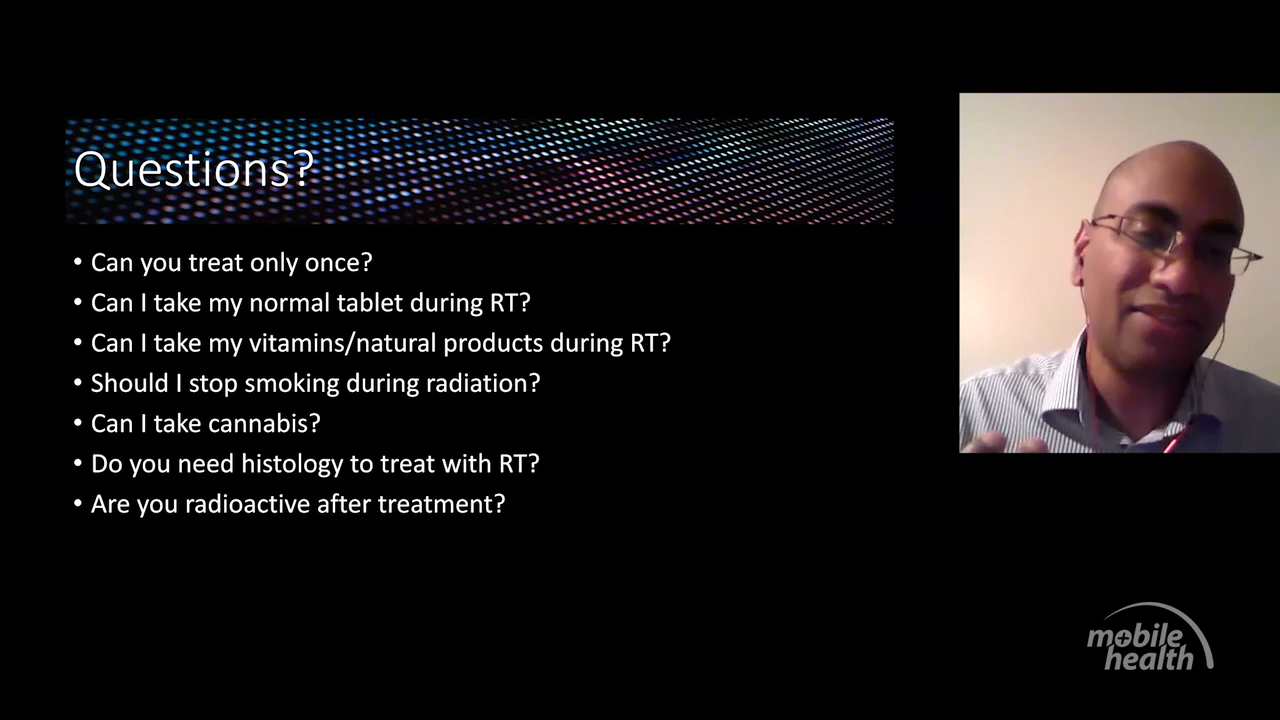 Questions?
• Can you treat only once?
• Can I take my normal tablet during RT?
• Can I take my vitamins/natural products during RT?
• Should I stop smoking during radiation?
• Can I take cannabis?
• Do you need histology to treat with RT?
• Are you radioactive after treatment?
mobile
health